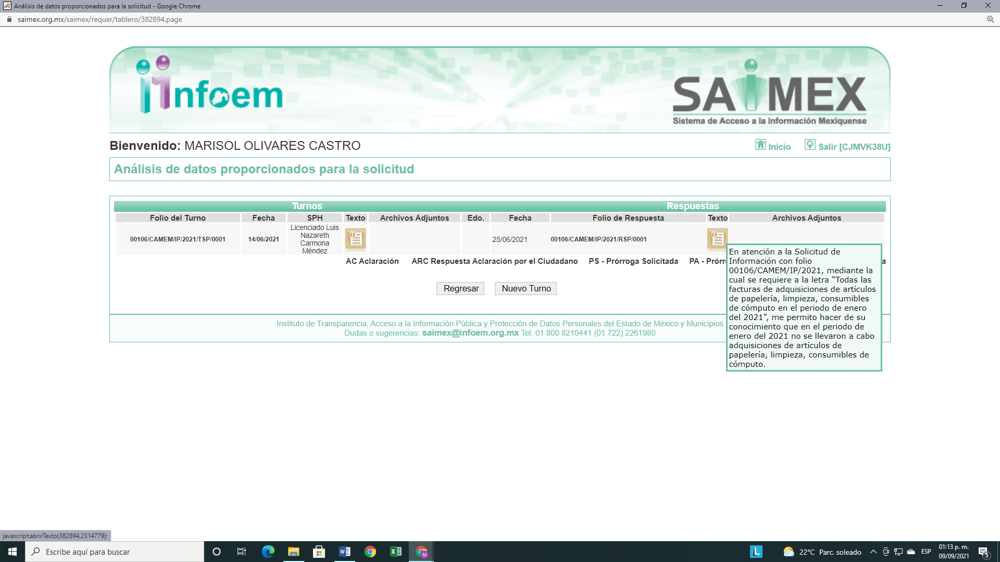 Análisis de datos proporcionados para la solicitud - Google Chrome
saimex.org.mx/saimex/requer/tablero/382894.page
infoem
SAIMEX
Sistema de Acceso a la Información Mexiquense
Bienvenido: MARISOL OLIVARES CASTRO
Inicio
Salir [CJMVK38U]
Análisis de datos proporcionados para la solicitud
Turnos
Respuestas
Folio del Turno
Fecha
SPH
Texto
Archivos Adjuntos
Edo.
Fecha
Folio de Respuesta
Texto
Archivos Adjuntos
00106/CAMEM/IP/2021/TSP/0001
14/06/2021
Licenciado Luis
Nazareth
Carmona
Méndez
25/06/2021
00106/CAMEM/IP/2021/RSP/0001
AC Aclaración
ARC Respuesta Aclaración por el Ciudadano
PS - Prórroga Solicitada
PA - Prórr
a
En atención a la Solicitud de
Información con folio
00106/CAMEM/IP/2021, mediante la
cual se requiere a la letra “Todas las
facturas de adquisiciones de artículos
de papelería, limpieza, consumibles
de cómputo en el periodo de enero
del 2021”, me permito hacer de su
conocimiento que en el periodo de
enero del 2021 no se llevaron a cabo
adquisiciones de artículos de
papelería, limpieza, consumibles de
cómputo.
Regresar
Nuevo Turno
Instituto de Transparencia, Acceso a la Información Pública y Protección de Datos Personales del Estado de México y Municipios
Dudas o sugerencias: saimex@infoem.org.mx Tel. 01 800 8210441 (01 722) 2261980
javascript:abrirTexto(382894,2314779);
Escribe aquí para buscar
L
22°C Parc. soleado
ESP
01:13 p. m.
09/09/2021
5